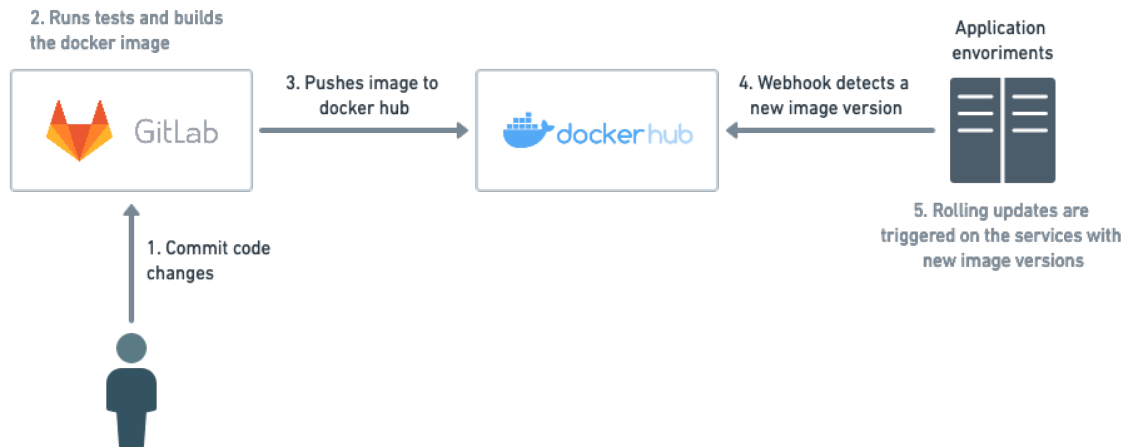 2. Runs tests and builds
the docker image
GitLab
3. Pushes image to
docker hub
dockerhub
4. Webhook detects a
new image version
Application
envoriments
5. Rolling updates are
triggered on the services with
new image versions
1. Commit code
changes